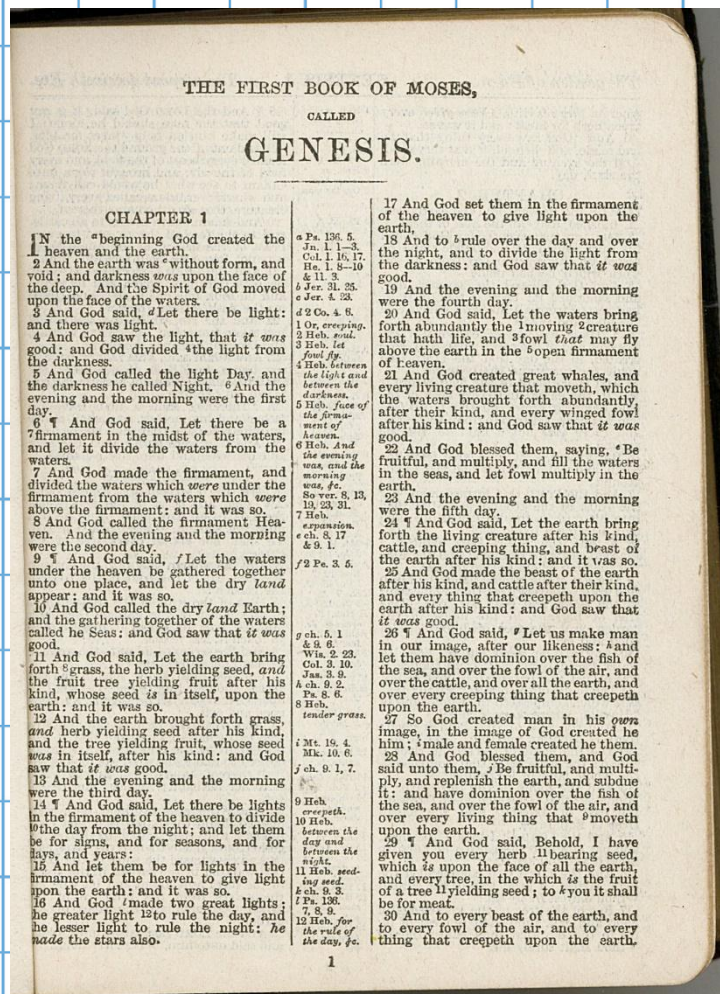 THE FIRST BOOK OF MOSES,
CALLED
GENESIS.
CHAPTER 1
IN the ᵃbeginning God created the
heaven and the earth.
2 And the earth was ᶜwithout form, and
void; and darkness was upon the face of
the deep. And the Spirit of God moved
upon the face of the waters.
3 And God said, ᵈLet there be light:
and there was light.
4 And God saw the light, that it was
good: and God divided ⁴the light from
the darkness.
5 And God called the light Day, and
the darkness he called Night. ⁶And the
evening and the morning were the first
day.
6 ¶ And God said, Let there be a
⁷firmament in the midst of the waters,
and let it divide the waters from the
waters.
7 And God made the firmament, and
divided the waters which were under the
firmament from the waters which were
above the firmament: and it was so.
8 And God called the firmament Hea-
ven. And the evening and the morning
were the second day.
9 ¶ And God said, ᶠLet the waters
under the heaven be gathered together
unto one place, and let the dry land
appear: and it was so.
10 And God called the dry land Earth;
and the gathering together of the waters
called he Seas: and God saw that it was
good.
11 And God said, Let the earth bring
forth ⁸grass, the herb yielding seed, and
the fruit tree yielding fruit after his
kind, whose seed is in itself, upon the
earth: and it was so.
12 And the earth brought forth grass,
and herb yielding seed after his kind,
and the tree yielding fruit, whose seed
was in itself, after his kind: and God
saw that it was good.
13 And the evening and the morning
were the third day.
14 ¶ And God said, Let there be lights
in the firmament of the heaven to divide
¹⁰the day from the night; and let them
be for signs, and for seasons, and for
days, and years:
15 And let them be for lights in the
firmament of the heaven to give light
upon the earth: and it was so.
16 And God ˡmade two great lights;
he greater light ¹²to rule the day, and
he lesser light to rule the night: he
made the stars also.
a Ps. 136. 5.
Jn. 1. 1—3.
Col. 1. 16, 17.
He. 1. 8—10
& 11. 3.
b Jer. 31. 35.
c Jer. 4. 23.
d 2 Co. 4. 6.
1 Or, creeping.
2 Heb. soul.
3 Heb. let
fowl fly.
4 Heb. between
the light and
between the
darkness.
5 Heb. face of
the firma-
ment of
heaven.
6 Heb. And
the evening
was, and the
morning
was, &c.
So ver. 8, 13,
19, 23, 31.
7 Heb.
expansion.
e ch. 8. 17
& 9. 1.
f 2 Pe. 3. 5.
g ch. 5. 1
& 9. 6.
Wis. 2. 23.
Col. 3. 10.
Jas. 3. 9.
h ch. 9. 2.
Ps. 8. 6.
8 Heb.
tender grass.
i Mt. 19. 4.
Mk. 10. 6.
j ch. 9. 1, 7.
9 Heb.
creepeth.
10 Heb.
between the
day and
between the
night.
11 Heb. seed-
ing seed.
k ch. 9. 3.
l Ps. 136.
7, 8, 9.
12 Heb. for
the rule of
the day, &c.
17 And God set them in the firmament
of the heaven to give light upon the
earth,
18 And to ᵇrule over the day and over
the night, and to divide the light from
the darkness: and God saw that it was
good.
19 And the evening and the morning
were the fourth day.
20 And God said, Let the waters bring
forth abundantly the ¹moving ²creature
that hath life, and ³fowl that may fly
above the earth in the ⁵open firmament
of heaven.
21 And God created great whales, and
every living creature that moveth, which
the waters brought forth abundantly,
after their kind, and every winged fowl
after his kind: and God saw that it was
good.
22 And God blessed them, saying, ᵉBe
fruitful, and multiply, and fill the waters
in the seas, and let fowl multiply in the
earth.
23 And the evening and the morning
were the fifth day.
24 ¶ And God said, Let the earth bring
forth the living creature after his kind,
cattle, and creeping thing, and beast of
the earth after his kind: and it was so.
25 And God made the beast of the earth
after his kind, and cattle after their kind,
and every thing that creepeth upon the
earth after his kind: and God saw that
it was good.
26 ¶ And God said, ᵍLet us make man
in our image, after our likeness: ʰand
let them have dominion over the fish of
the sea, and over the fowl of the air, and
over the cattle, and over all the earth, and
over every creeping thing that creepeth
upon the earth.
27 So God created man in his own
image, in the image of God created he
him; ⁱmale and female created he them.
28 And God blessed them, and God
said unto them, ʲBe fruitful, and multi-
ply, and replenish the earth, and subdue
it: and have dominion over the fish of
the sea, and over the fowl of the air, and
over every living thing that ⁹moveth
upon the earth.
29 ¶ And God said, Behold, I have
given you every herb ¹¹bearing seed,
which is upon the face of all the earth,
and every tree, in the which is the fruit
of a tree ¹¹yielding seed; to ᵏyou it shall
be for meat.
30 And to every beast of the earth, and
to every fowl of the air, and to every
thing that creepeth upon the earth,
1